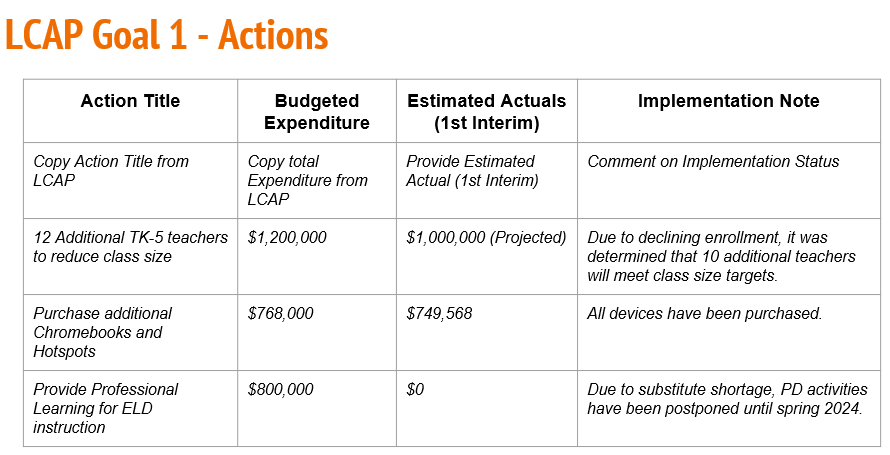 LCAP Goal 1 - Actions
Action Title
Budgeted
Expenditure
Estimated Actuals
(1st Interim)
Implementation Note
Copy Action Title from
LCAP
Copy total
Expenditure from
LCAP
Provide Estimated
Actual (1st Interim)
Comment on Implementation Status
12 Additional TK-5 teachers
to reduce class size
$1,200,000
$1,000,000 (Projected)
Due to declining enrollment, it was
determined that 10 additional teachers
will meet class size targets.
Purchase additional
Chromebooks and
Hotspots
$768,000
$749,568
All devices have been purchased.
Provide Professional
Learning for ELD
instruction
$800,000
$0
Due to substitute shortage, PD activities
have been postponed until spring 2024.